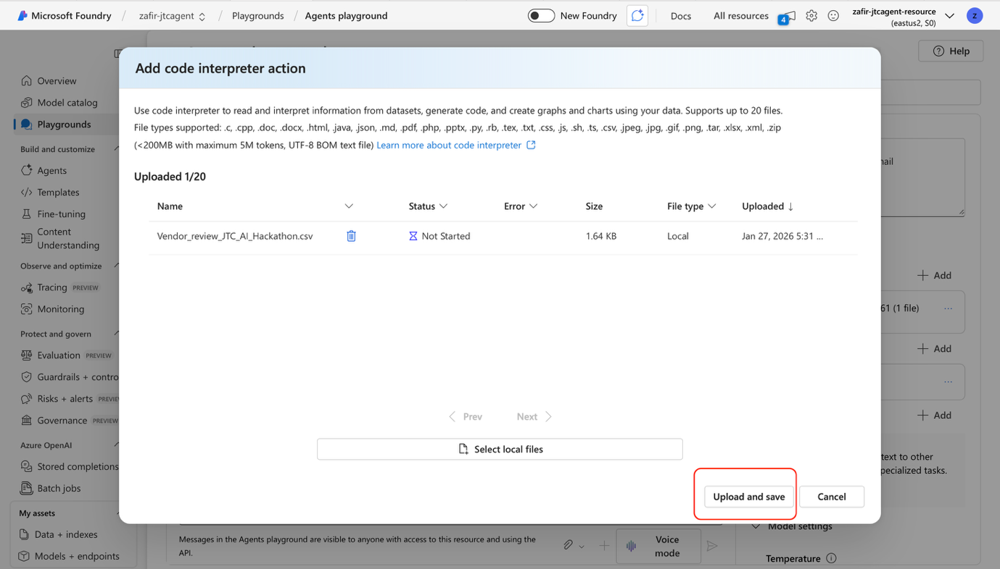 Microsoft Foundry / zafir-jtcagent / Playgrounds / Agents playground
New Foundry
Docs
All resources
4
zafir-jtcagent-resource
(eastus2, S0)
Z
Help
Overview
Model catalog
Playgrounds
Build and customize
Agents
Templates
Fine-tuning
Content
Understanding
Observe and optimize
Tracing PREVIEW
Monitoring
Protect and govern
Evaluation PREVIEW
Guardrails + contro
Risks + alerts PREVIE
Governance PREVIEW
Azure OpenAI
Stored completions
Batch jobs
My assets
Data + indexes
Models + endpoints
Add code interpreter action
Use code interpreter to read and interpret information from datasets, generate code, and create graphs and charts using your data. Supports up to 20 files.
File types supported: .c, .cpp, .doc, .docx, .html, .java, .json, .md, .pdf, .php, .pptx, .py, .rb, .tex, .txt, .css, .js, .sh, .ts, .csv, .jpeg, .jpg, .gif, .png, .tar, .xlsx, .xml, .zip
(<200MB with maximum 5M tokens, UTF-8 BOM text file) Learn more about code interpreter
Uploaded 1/20
Name Status Error Size File type Uploaded ↓
Vendor_review_JTC_AI_Hackathon.csv Not Started 1.64 KB Local Jan 27, 2026 5:31 ...
Prev Next
Select local files
Upload and save
Cancel
nail
+ Add
61 (1 file) ...
+ Add
...
+ Add
text to other
pecialized tasks.
Messages in the Agents playground are visible to anyone with access to this resource and using the
API.
Voice
mode
Model settings
Temperature